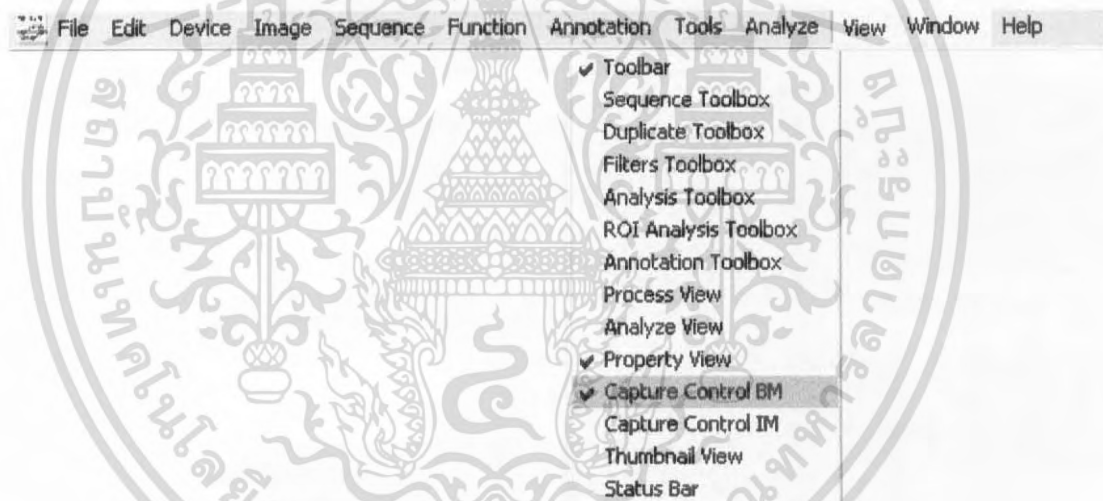 File Edit Device Image Sequence Function Annotation Tools Analyze View Window Help
Toolbar
Sequence Toolbox
Duplicate Toolbox
Filters Toolbox
Analysis Toolbox
ROI Analysis Toolbox
Annotation Toolbox
Process View
Analyze View
Property View
Capture Control BM
Capture Control IM
Thumbnail View
Status Bar